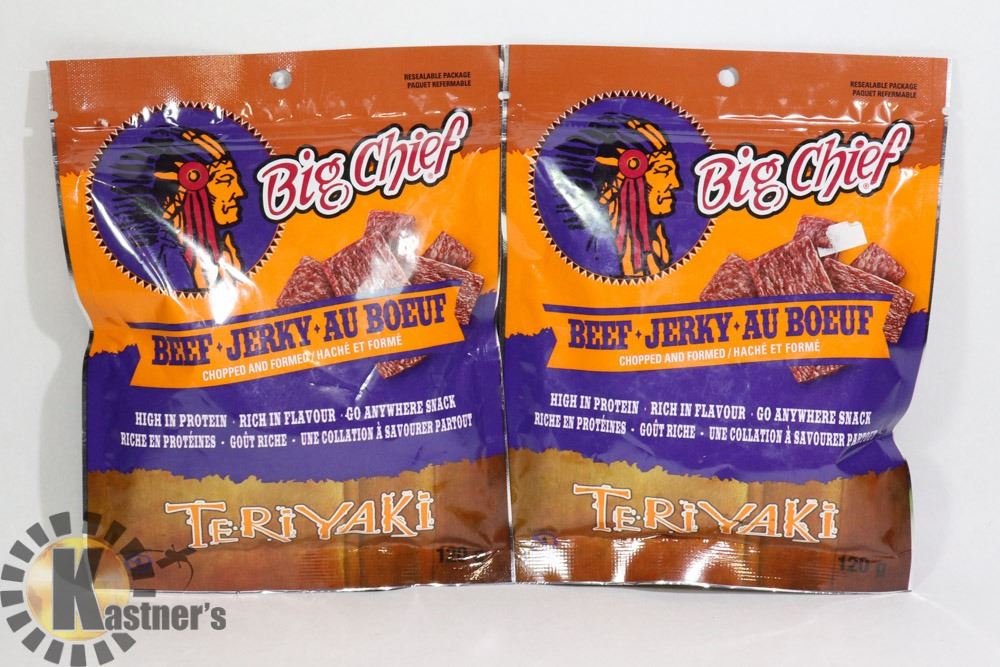 RESEALABLE PACKAGE
PAQUET REFERMABLE
Big Chief
BEEF • JERKY • AU BOEUF
CHOPPED AND FORMED / HACHÉ ET FORMÉ
HIGH IN PROTEIN • RICH IN FLAVOUR • GO ANYWHERE SNACK
RICHE EN PROTÉINES • GOÛT RICHE • UNE COLLATION À SAVOURER PARTOUT
TERIYAKI
120 g
RESEALABLE PACKAGE
PAQUET REFERMABLE
Big Chief®
BEEF • JERKY • AU BOEUF
CHOPPED AND FORMED / HACHÉ ET FORMÉ
HIGH IN PROTEIN • RICH IN FLAVOUR • GO ANYWHERE SNACK
RICHE EN PROTÉINES • GOÛT RICHE • UNE COLLATION À SAVOURER PARTOUT
TERIYAKI
120 g
Kastner's